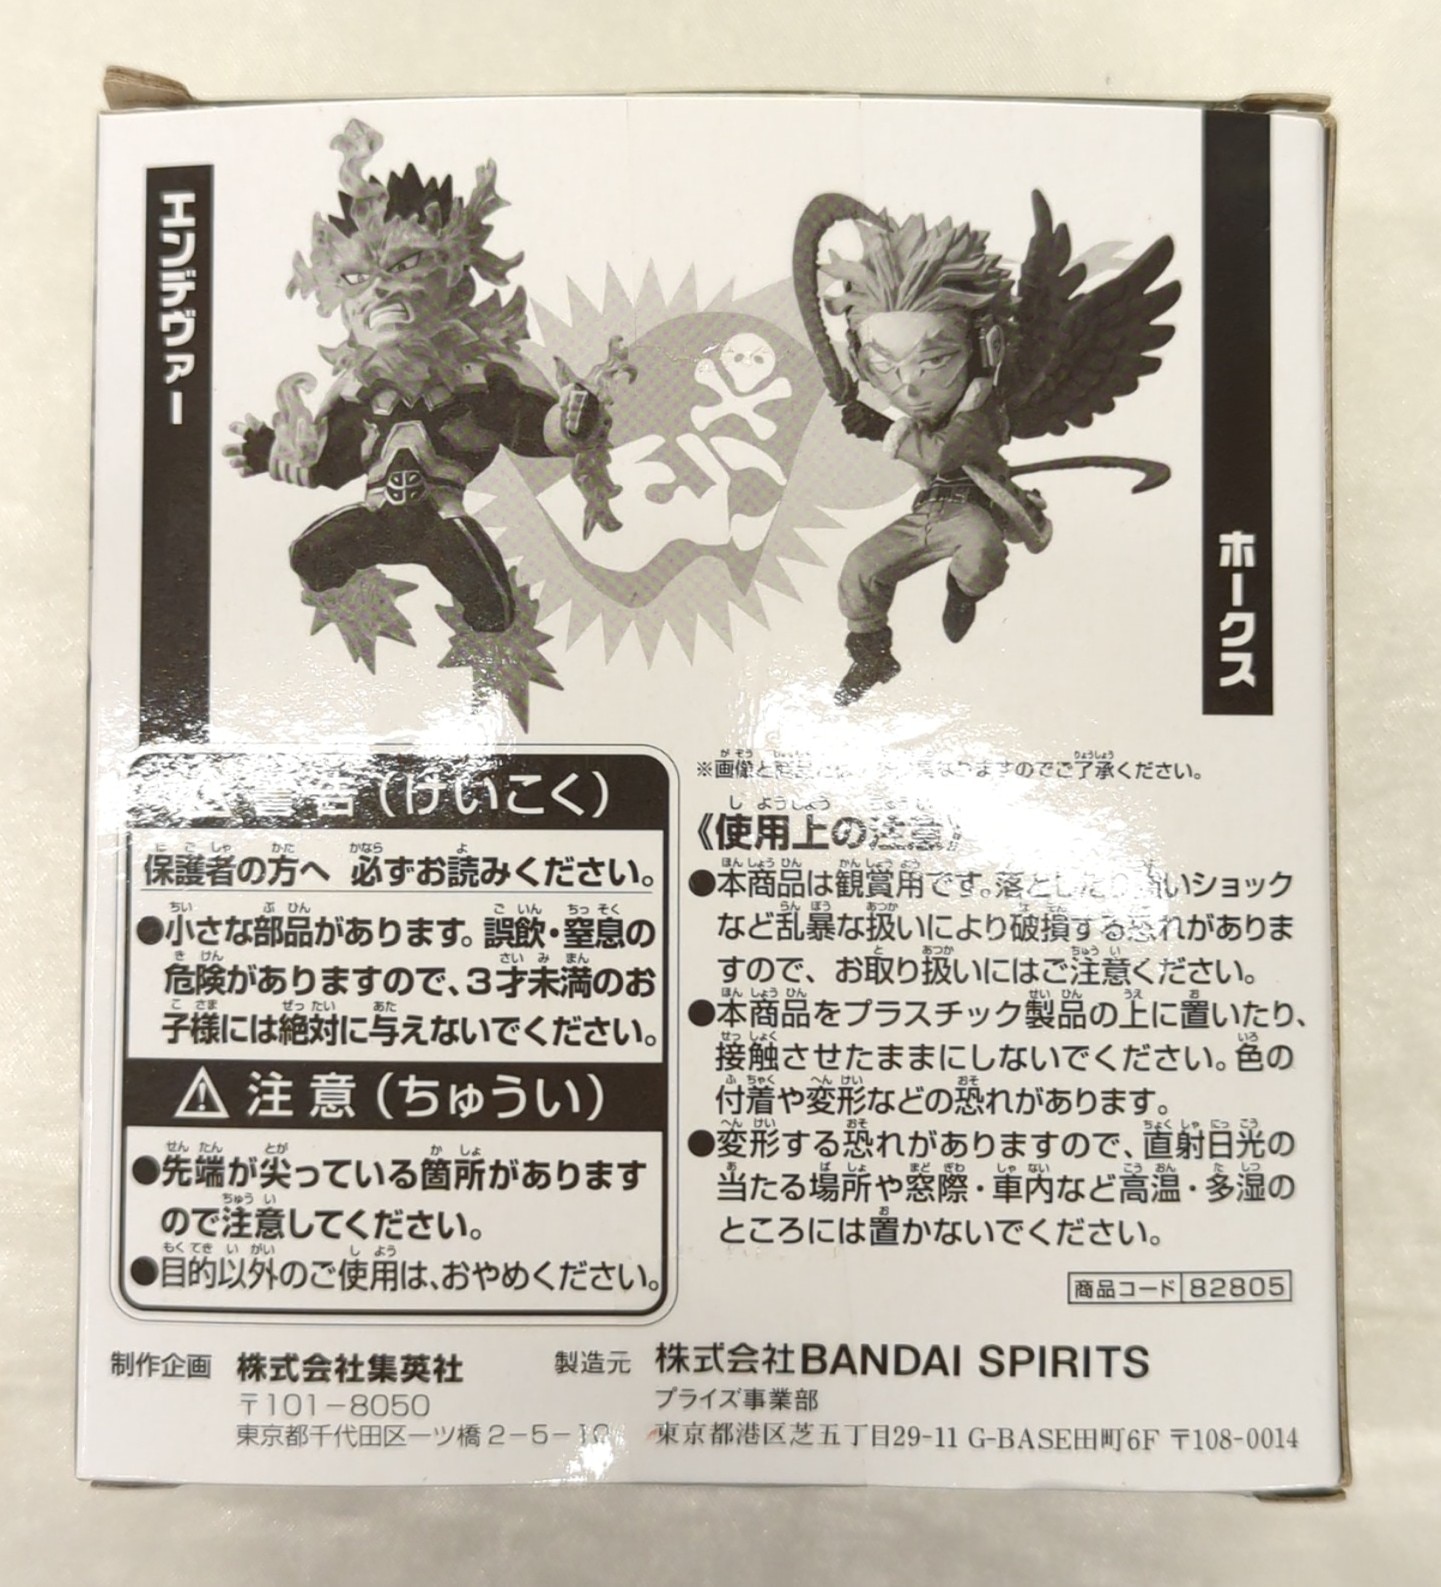 エンデヴァー
ホークス
警告(けいこく)
保護者の方へ 必ずお読みください。
●小さな部品があります。誤飲・窒息の
危険がありますので、3才未満のお
子様には絶対に与えないでください。
⚠注意(ちゅうい)
●先端が尖っている箇所があります
ので注意してください。
●目的以外のご使用は、おやめください。
※画像と なりますのでご了承ください。
《使用上の注意》
●本商品は観賞用です。落としたり強いショック
など乱暴な扱いにより破損する恐れがありま
すので、お取り扱いにはご注意ください。
●本商品をプラスチック製品の上に置いたり、
接触させたままにしないでください。色の
付着や変形などの恐れがあります。
●変形する恐れがありますので、直射日光の
当たる場所や窓際・車内など高温・多湿の
ところには置かないでください。
商品コード 82805
制作企画 株式会社集英社
〒101-8050
東京都千代田区一ツ橋2-5-10
製造元 株式会社BANDAI SPIRITS
プライズ事業部
東京都港区芝五丁目29-11 G-BASE田町6F 〒108-0014